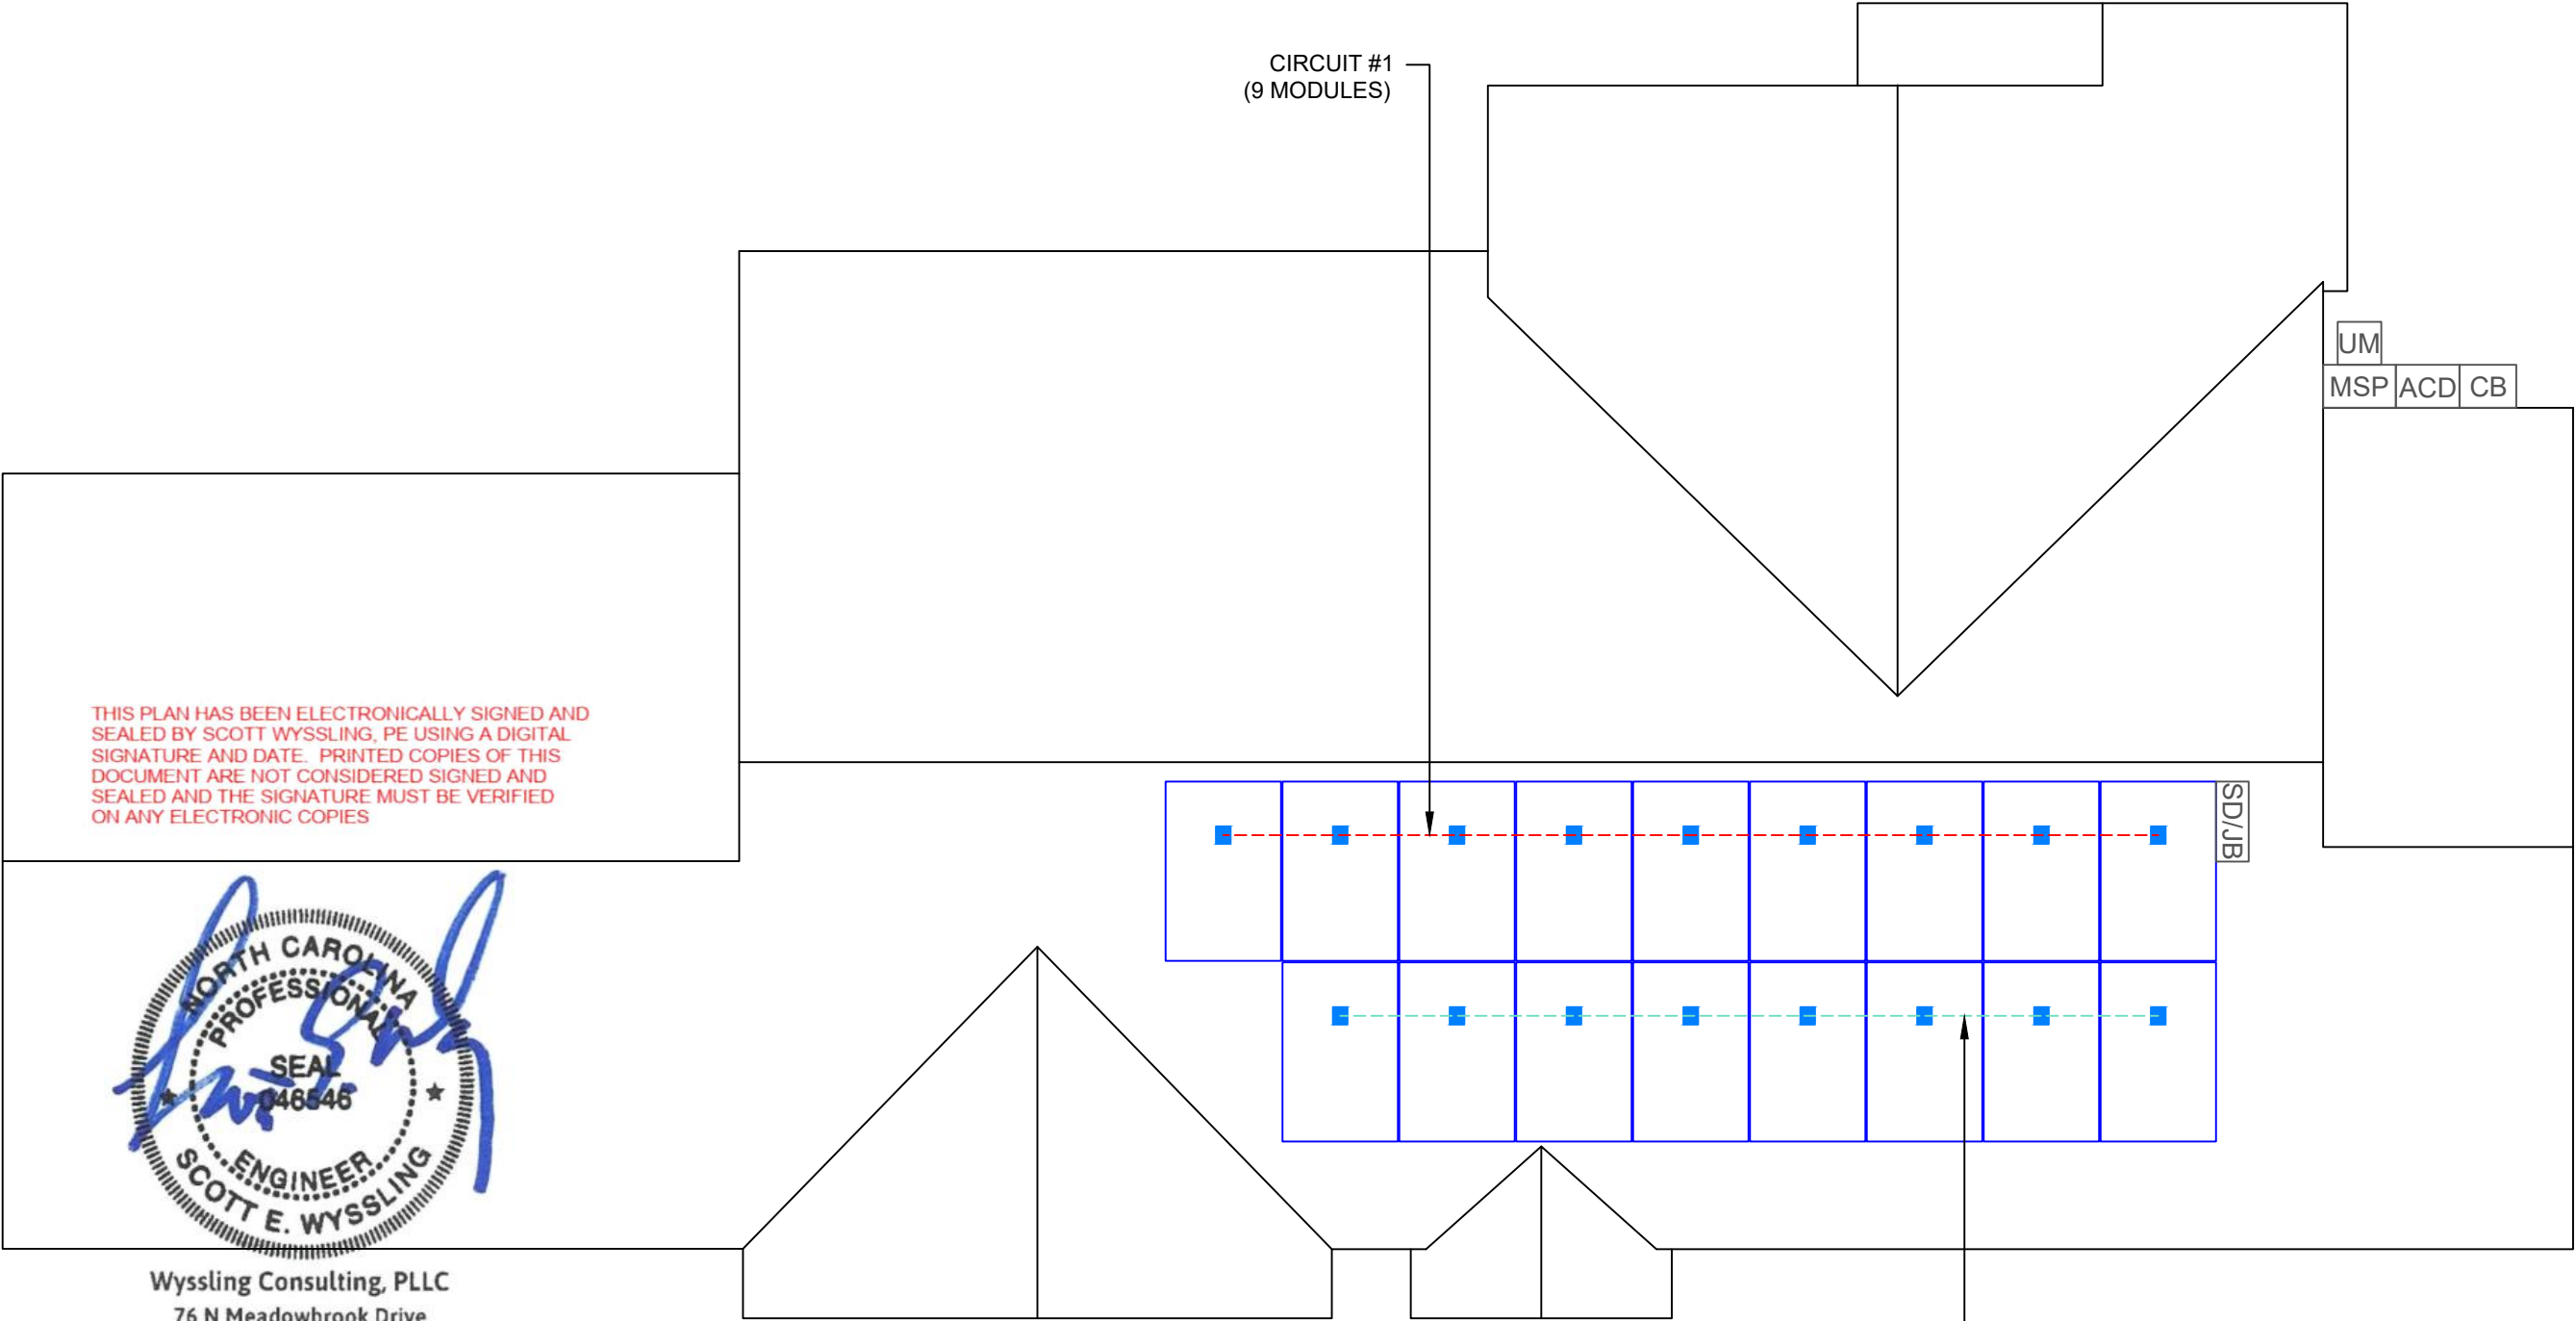 CIRCUIT #1
(9 MODULES)
UM
MSP ACD CB
THIS PLAN HAS BEEN ELECTRONICALLY SIGNED AND
SEALED BY SCOTT WYSSLING, PE USING A DIGITAL
SIGNATURE AND DATE. PRINTED COPIES OF THIS
DOCUMENT ARE NOT CONSIDERED SIGNED AND
SEALED AND THE SIGNATURE MUST BE VERIFIED
ON ANY ELECTRONIC COPIES
SD/JB
NORTH CAROLINA
PROFESSIONAL
SEAL
046546
ENGINEER
SCOTT E. WYSSLING
Wyssling Consulting, PLLC
76 N Meadowbrook Drive